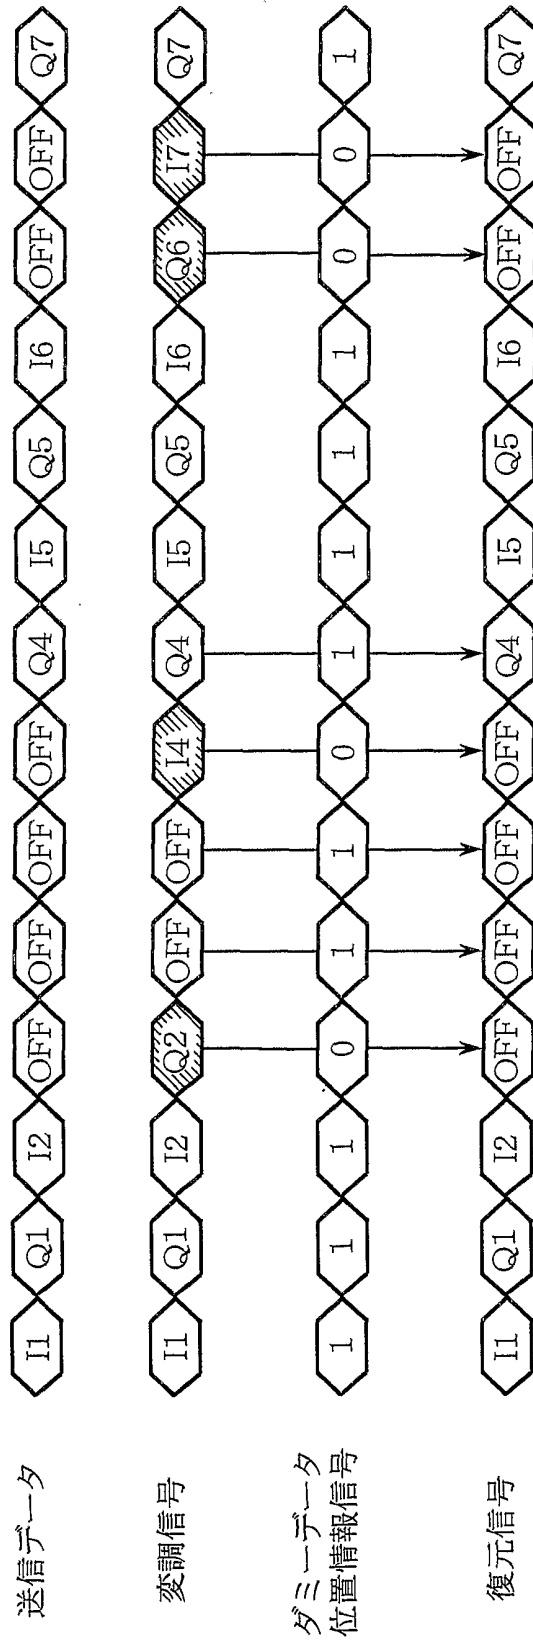 送信データ I1 Q1 I2 OFF OFF OFF OFF Q4 I5 Q5 I6 OFF OFF Q7
変調信号 I1 Q1 I2 Q2 OFF OFF I4 Q4 I5 Q5 I6 Q6 I7 Q7
ダミーデータ
位置情報信号 1 1 1 0 1 1 0 1 1 1 1 0 0 1
復元信号 I1 Q1 I2 OFF OFF OFF OFF Q4 I5 Q5 I6 OFF OFF Q7